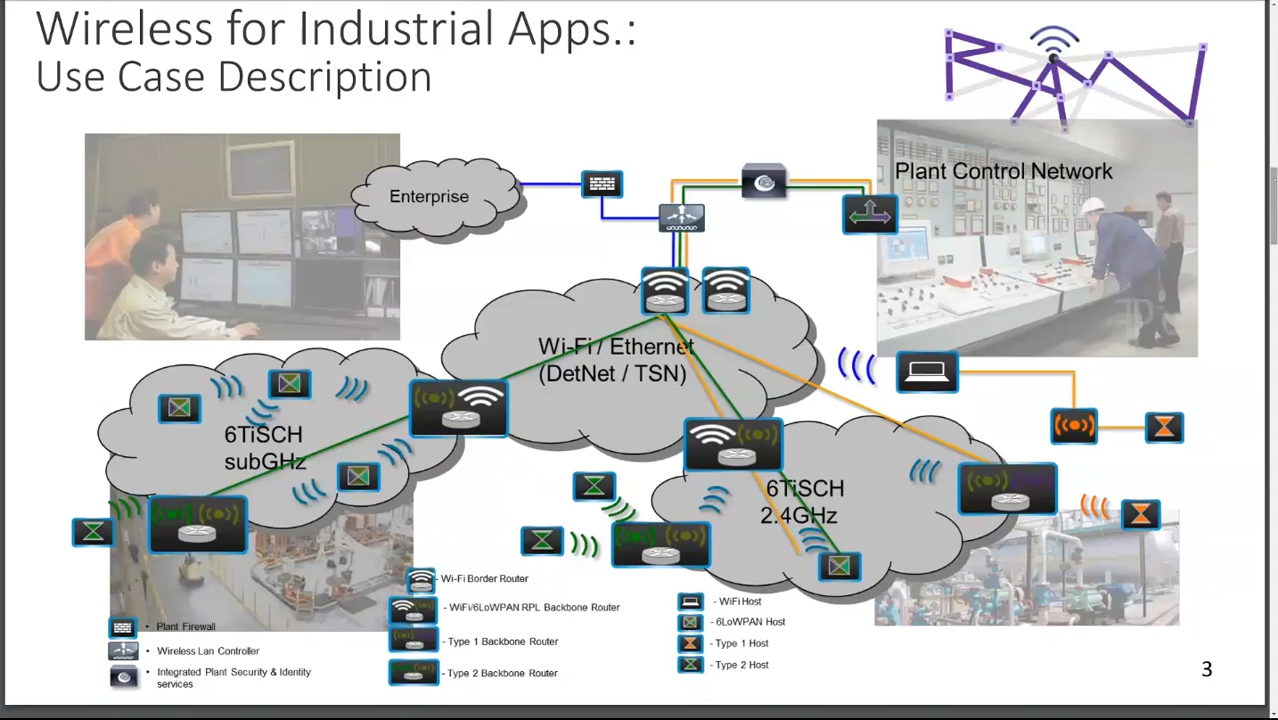 Wireless for Industrial Apps.:
Use Case Description
Enterprise
Plant Control Network
Wi-Fi / Ethernet
(DetNet / TSN)
6TiSCH
subGHz
6TiSCH
2.4GHz
• Plant Firewall
• Wireless Lan Controller
• Integrated Plant Security & Identity
services
- Wi-Fi Border Router
- WiFi/6LoWPAN RPL Backbone Router
- Type 1 Backbone Router
- Type 2 Backbone Router
- WiFi Host
- 6LoWPAN Host
- Type 1 Host
- Type 2 Host
3